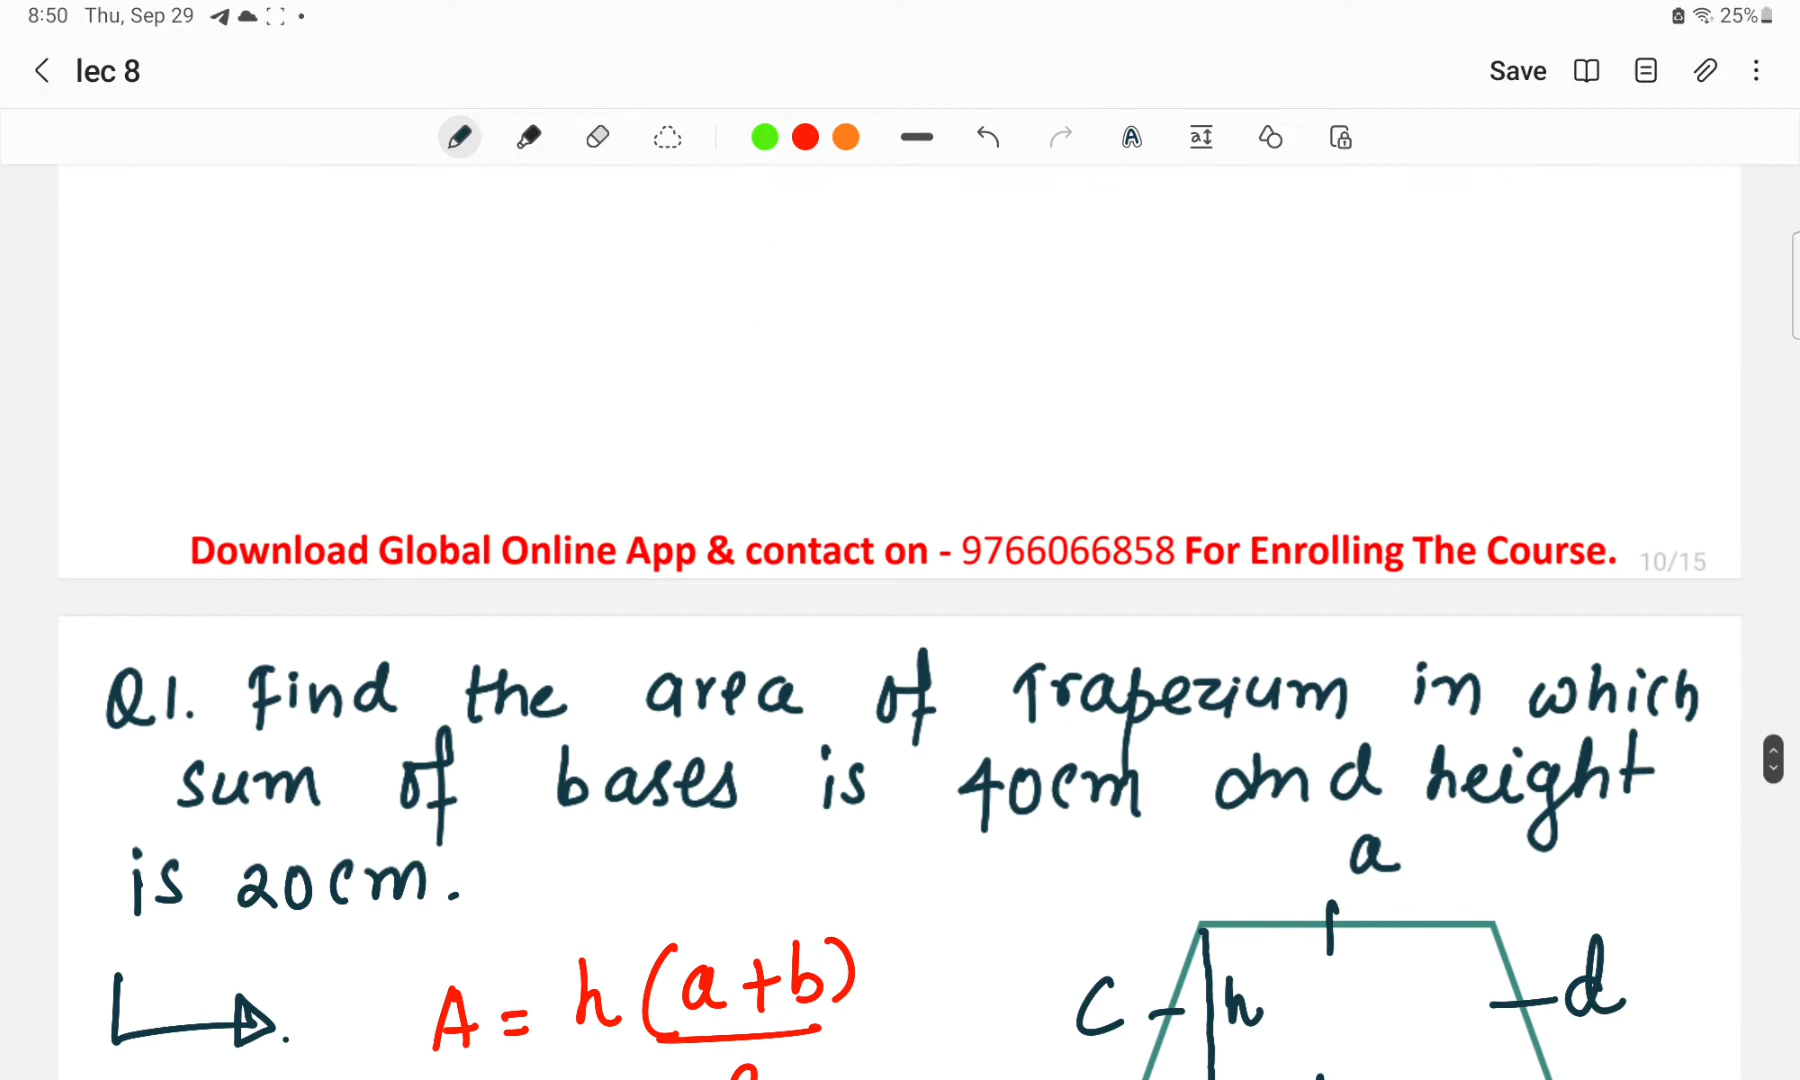 8:50 Thu, Sep 29
25%
lec 8
Save
Download Global Online App & contact on - 9766066858 For Enrolling The Course.
10/15
Q1. Find the area of Trapezium in which
sum of bases is 40cm and height
is 20cm.
a
A = h (a+b)
c
h
d